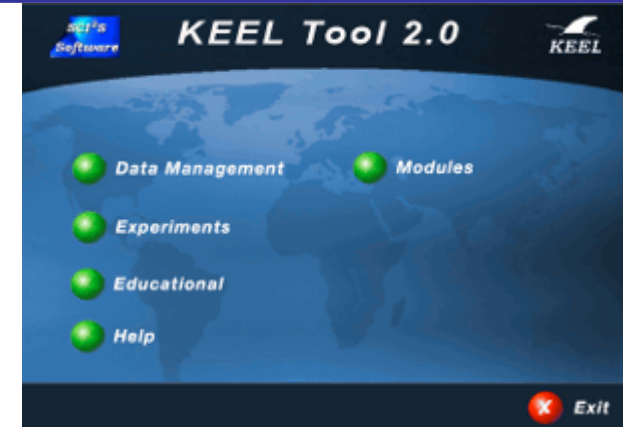 SCI²S
Software
KEEL Tool 2.0
KEEL
Data Management
Modules
Experiments
Educational
Help
X Exit